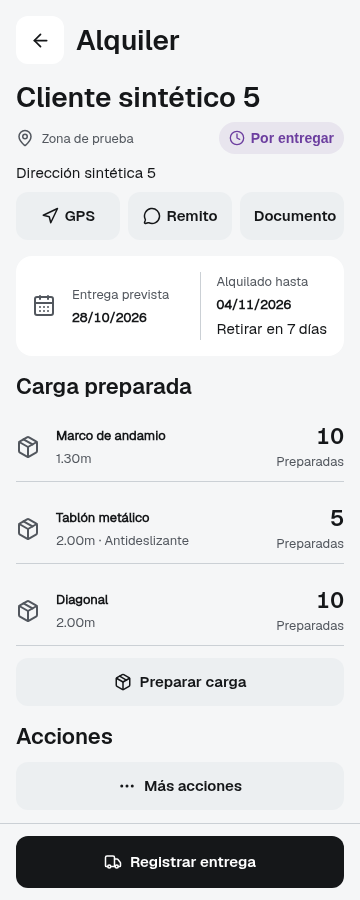 Alquiler
Cliente sintético 5
Zona de prueba
Por entregar
Dirección sintética 5
GPS
Remito
Documento
Entrega prevista
28/10/2026
Alquilado hasta
04/11/2026
Retirar en 7 días
Carga preparada
Marco de andamio
1.30m
10
Preparadas
Tablón metálico
2.00m · Antideslizante
5
Preparadas
Diagonal
2.00m
10
Preparadas
Preparar carga
Acciones
Más acciones
Registrar entrega